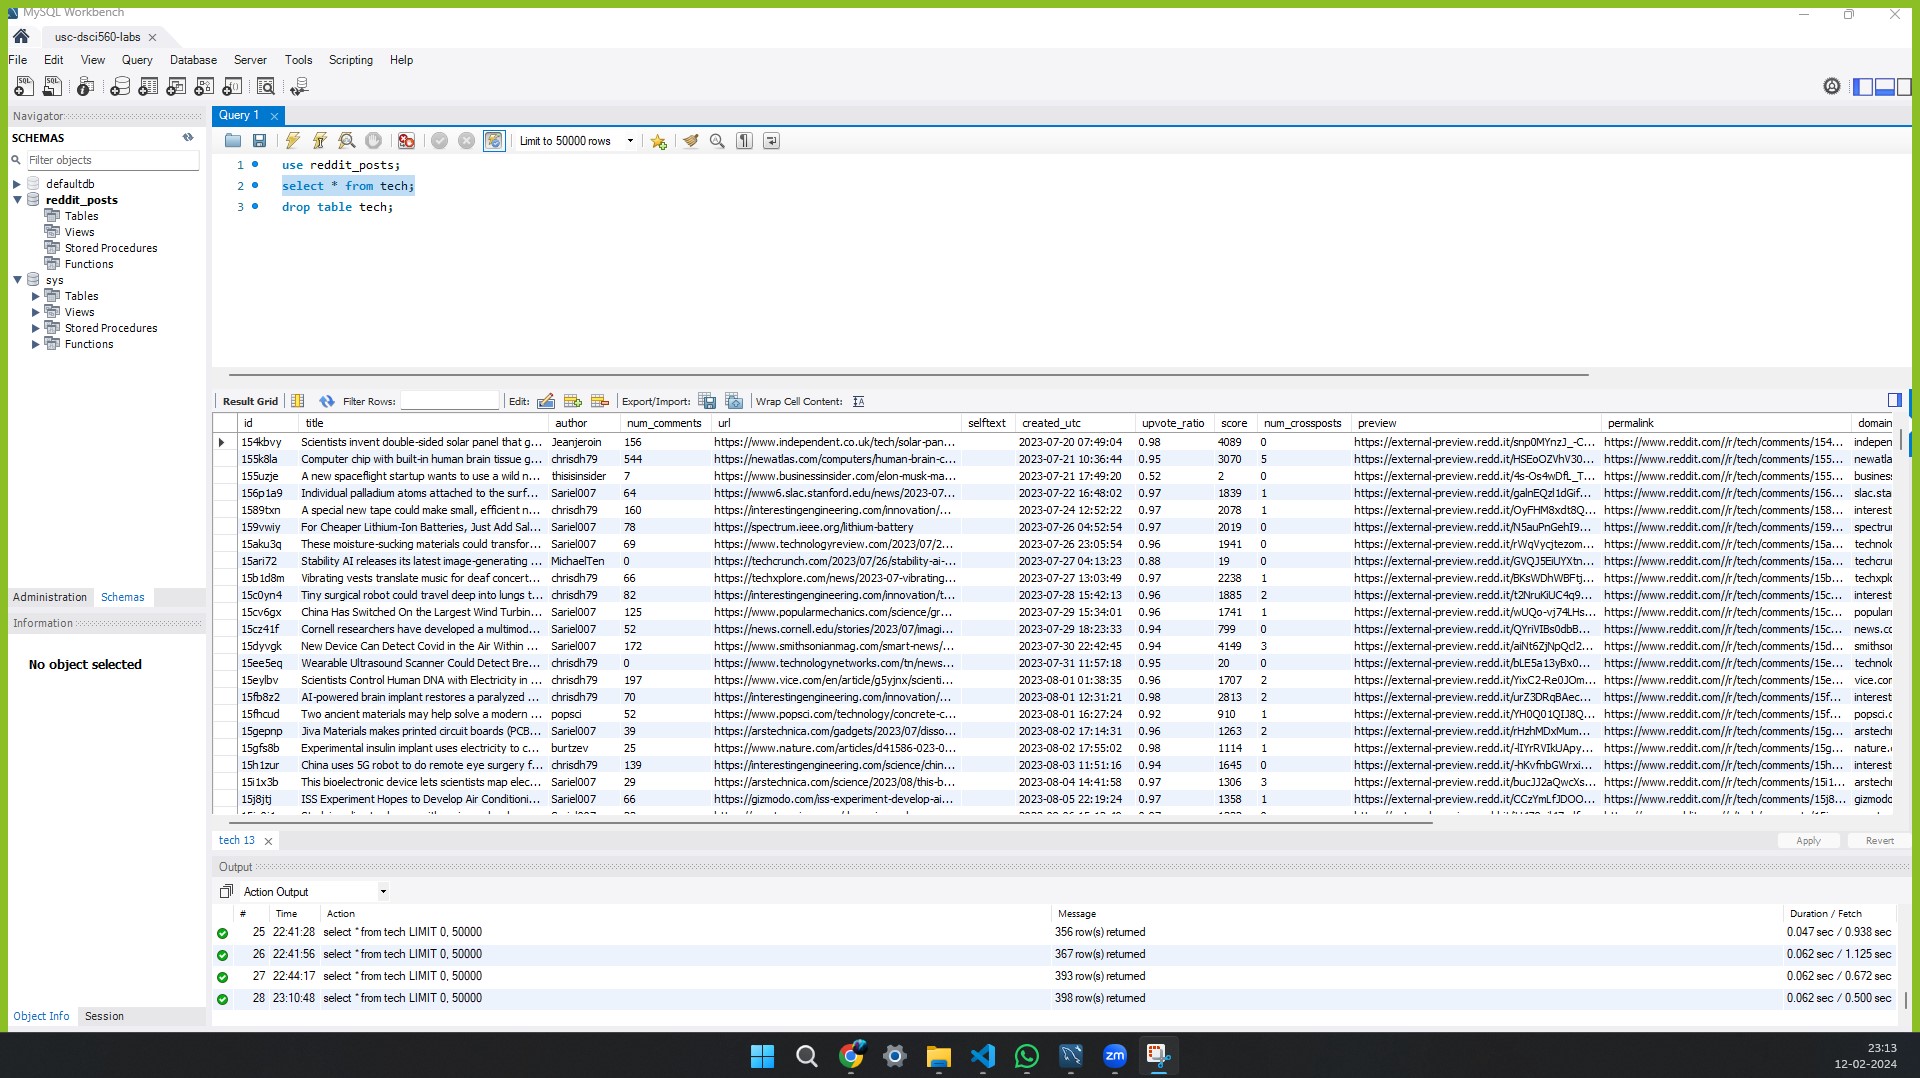 MySQL Workbench
usc-dsci560-labs
File Edit View Query Database Server Tools Scripting Help
Navigator
SCHEMAS
Filter objects
defaultdb
reddit_posts
Tables
Views
Stored Procedures
Functions
sys
Tables
Views
Stored Procedures
Functions
Administration Schemas
Information
No object selected
Object Info Session
Query 1
Limit to 50000 rows
1 use reddit_posts;
2 select * from tech;
3 drop table tech;
Result Grid Filter Rows: Edit: Export/Import: Wrap Cell Content:
id title author num_comments url selftext created_utc upvote_ratio score num_crossposts preview permalink domain
154kbvy Scientists invent double-sided solar panel that g... Jeanjeroin 156 https://www.independent.co.uk/tech/solar-pan... 2023-07-20 07:49:04 0.98 4089 0 https://external-preview.redd.it/snp0MYnzJ_-C... https://www.reddit.com//r/tech/comments/154... indepen
155k8la Computer chip with built-in human brain tissue g... chrisdh79 544 https://newatlas.com/computers/human-brain-c... 2023-07-21 10:36:44 0.95 3070 5 https://external-preview.redd.it/HSEoOZVhV30... https://www.reddit.com//r/tech/comments/155... newatla
155uzje A new spaceflight startup wants to use a wild n... thisisinsider 7 https://www.businessinsider.com/elon-musk-ma... 2023-07-21 17:49:20 0.52 2 0 https://external-preview.redd.it/4s-Os4wDfL_T... https://www.reddit.com//r/tech/comments/155... busines
156p1a9 Individual palladium atoms attached to the surf... Sariel007 64 https://www6.slac.stanford.edu/news/2023-07... 2023-07-22 16:48:02 0.97 1839 1 https://external-preview.redd.it/galnEQzl1dGif... https://www.reddit.com//r/tech/comments/156... slac.sta
1589txn A special new tape could make small, efficient n... chrisdh79 160 https://interestingengineering.com/innovation/... 2023-07-24 12:52:22 0.97 2078 1 https://external-preview.redd.it/OyFHM8xdt8Q... https://www.reddit.com//r/tech/comments/158... interest
159vwiy For Cheaper Lithium-Ion Batteries, Just Add Sal... Sariel007 78 https://spectrum.ieee.org/lithium-battery 2023-07-26 04:52:54 0.97 2019 0 https://external-preview.redd.it/N5auPnGehI9... https://www.reddit.com//r/tech/comments/159... spectrur
15aku3q These moisture-sucking materials could transfor... Sariel007 69 https://www.technologyreview.com/2023/07/2... 2023-07-26 23:05:54 0.96 1941 0 https://external-preview.redd.it/rWqVycjtezom... https://www.reddit.com//r/tech/comments/15a... technolo
15ari72 Stability AI releases its latest image-generating ... MichaelTen 0 https://techcrunch.com/2023/07/26/stability-ai-... 2023-07-27 04:13:23 0.88 19 0 https://external-preview.redd.it/GVQJ5EiUYXtn... https://www.reddit.com//r/tech/comments/15a... techcrur
15b1d8m Vibrating vests translate music for deaf concert... chrisdh79 66 https://techxplore.com/news/2023-07-vibrating... 2023-07-27 13:03:49 0.97 2238 1 https://external-preview.redd.it/BKsWDhWBFtj... https://www.reddit.com//r/tech/comments/15b... techxplo
15c0yn4 Tiny surgical robot could travel deep into lungs t... chrisdh79 82 https://interestingengineering.com/innovation/t... 2023-07-28 15:42:13 0.96 1885 2 https://external-preview.redd.it/t2NruKiUC4q9... https://www.reddit.com//r/tech/comments/15c... interest
15cv6gx China Has Switched On the Largest Wind Turbin... Sariel007 125 https://www.popularmechanics.com/science/gr... 2023-07-29 15:34:01 0.96 1741 1 https://external-preview.redd.it/wUQo-vj74LHs... https://www.reddit.com//r/tech/comments/15c... popularr
15cz41f Cornell researchers have developed a multimod... Sariel007 52 https://news.cornell.edu/stories/2023/07/imagi... 2023-07-29 18:23:33 0.94 799 0 https://external-preview.redd.it/QYriVIBs0dbB... https://www.reddit.com//r/tech/comments/15c... news.co
15dyvgk New Device Can Detect Covid in the Air Within ... Sariel007 172 https://www.smithsonianmag.com/smart-news/... 2023-07-30 22:42:45 0.94 4149 3 https://external-preview.redd.it/aiNt6ZjNpQcl2... https://www.reddit.com//r/tech/comments/15d... smithsor
15ee5eq Wearable Ultrasound Scanner Could Detect Bre... chrisdh79 0 https://www.technologynetworks.com/tn/news... 2023-07-31 11:57:18 0.95 20 0 https://external-preview.redd.it/bLE5a13yBx0... https://www.reddit.com//r/tech/comments/15e... technolo
15eylbv Scientists Control Human DNA with Electricity in ... chrisdh79 197 https://www.vice.com/en/article/g5yjnx/scienti... 2023-08-01 01:38:35 0.96 1707 2 https://external-preview.redd.it/YixC2-Re0JOm... https://www.reddit.com//r/tech/comments/15e... vice.cor
15fb8z2 AI-powered brain implant restores a paralyzed ... chrisdh79 70 https://interestingengineering.com/innovation/... 2023-08-01 12:31:21 0.98 2813 2 https://external-preview.redd.it/urZ3DRqBAec... https://www.reddit.com//r/tech/comments/15f... interest
15fhcud Two ancient materials may help solve a modern ... popsci 52 https://www.popsci.com/technology/concrete-c... 2023-08-01 16:27:24 0.92 910 1 https://external-preview.redd.it/YH0Q01QIJ8Q... https://www.reddit.com//r/tech/comments/15f... popsci.c
15gepnp Jiva Materials makes printed circuit boards (PCB... Sariel007 39 https://arstechnica.com/gadgets/2023/07/disso... 2023-08-02 17:14:31 0.96 1263 2 https://external-preview.redd.it/rHzhMDxMum... https://www.reddit.com//r/tech/comments/15g... arstechr
15gfs8b Experimental insulin implant uses electricity to c... burtzev 25 https://www.nature.com/articles/d41586-023-0... 2023-08-02 17:55:02 0.98 1114 1 https://external-preview.redd.it/-lIYrRVIkUApy... https://www.reddit.com//r/tech/comments/15g... nature.
15h1zur China uses 5G robot to do remote eye surgery f... chrisdh79 139 https://interestingengineering.com/science/chin... 2023-08-03 11:51:16 0.94 1645 0 https://external-preview.redd.it/-hKvfnbGWrxi... https://www.reddit.com//r/tech/comments/15h... interest
15i1x3b This bioelectronic device lets scientists map elec... Sariel007 29 https://arstechnica.com/science/2023/08/this-b... 2023-08-04 14:41:58 0.97 1306 3 https://external-preview.redd.it/bucJJ2aQwcXs... https://www.reddit.com//r/tech/comments/15i1... arstechr
15j8jtj ISS Experiment Hopes to Develop Air Conditioni... Sariel007 66 https://gizmodo.com/iss-experiment-develop-ai... 2023-08-05 22:19:24 0.97 1358 1 https://external-preview.redd.it/CCzYmLfJDOO... https://www.reddit.com//r/tech/comments/15j8... gizmodo
tech 13 Apply Revert
Output
Action Output
# Time Action Message Duration / Fetch
25 22:41:28 select * from tech LIMIT 0, 50000 356 row(s) returned 0.047 sec / 0.938 sec
26 22:41:56 select * from tech LIMIT 0, 50000 367 row(s) returned 0.062 sec / 1.125 sec
27 22:44:17 select * from tech LIMIT 0, 50000 393 row(s) returned 0.062 sec / 0.672 sec
28 23:10:48 select * from tech LIMIT 0, 50000 398 row(s) returned 0.062 sec / 0.500 sec
zm
23:13
12-02-2024